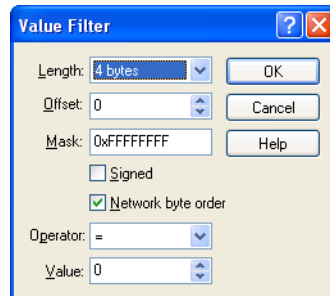 Value Filter
Length: 4 bytes
OK
Offset: 0
Cancel
Mask: 0xFFFFFFFF
Help
Signed
Network byte order
Operator: =
Value: 0